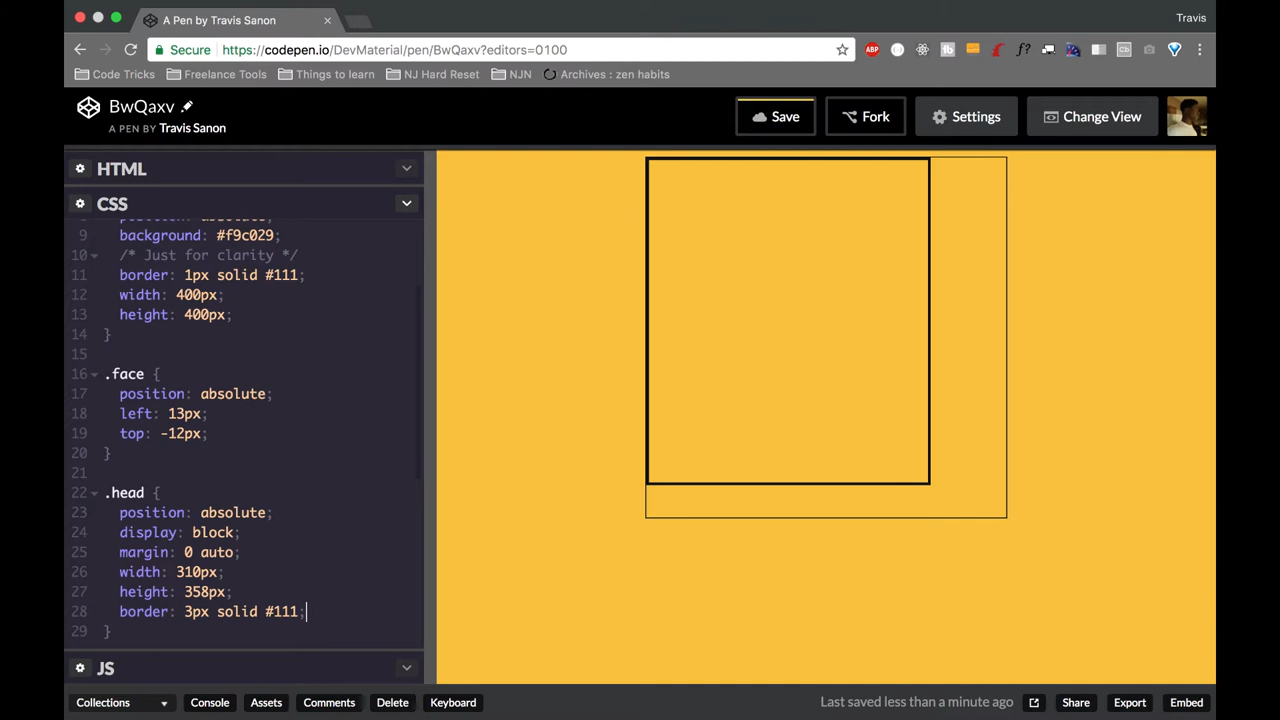 A Pen by Travis Sanon
Travis
Secure https://codepen.io/DevMaterial/pen/BwQaxv?editors=0100
ABP
f?
Cb
Code Tricks Freelance Tools Things to learn NJ Hard Reset NJN Archives : zen habits
BwQaxv
A PEN BY Travis Sanon
Save Fork Settings Change View
HTML
CSS
9 background: #f9c029;
10 /* Just for clarity */
11 border: 1px solid #111;
12 width: 400px;
13 height: 400px;
14 }
15
16 .face {
17 position: absolute;
18 left: 13px;
19 top: -12px;
20 }
21
22 .head {
23 position: absolute;
24 display: block;
25 margin: 0 auto;
26 width: 310px;
27 height: 358px;
28 border: 3px solid #111;
29 }
JS
Collections Console Assets Comments Delete Keyboard Last saved less than a minute ago Share Export Embed